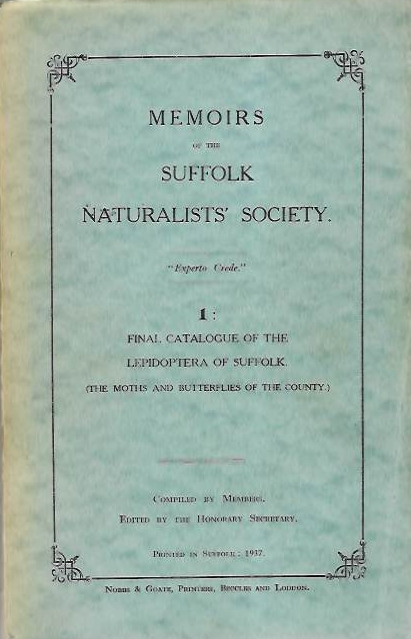 MEMOIRS
OF THE
SUFFOLK
NATURALISTS' SOCIETY.
"Experto Crede."
1:
FINAL CATALOGUE OF THE
LEPIDOPTERA OF SUFFOLK.
(THE MOTHS AND BUTTERFLIES OF THE COUNTY.)
COMPILED BY MEMBERS.
EDITED BY THE HONORARY SECRETARY.
PRINTED IN SUFFOLK: 1937.
NOBBS & GOATE, PRINTERS, BECCLES AND LODDON.